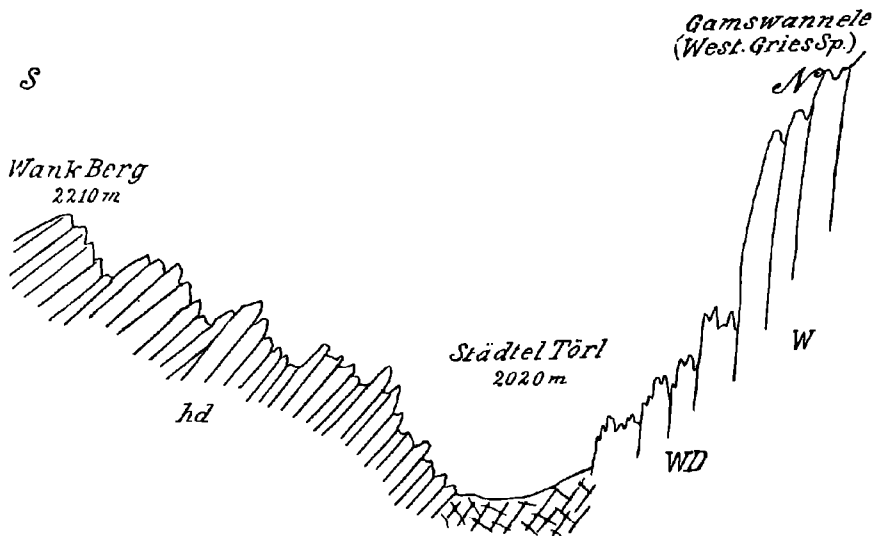 Gamswannele
(West. Gries Sp.)
S
N
Wank Berg
2210 m
Städtel Törl
2020 m
W
hd
WD